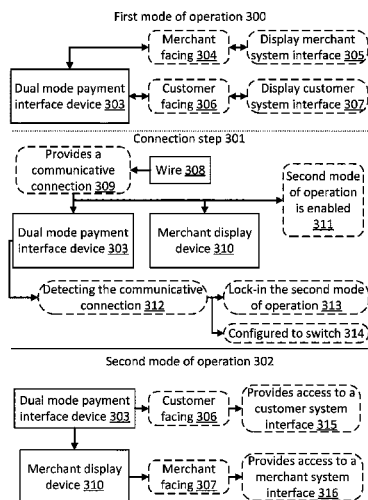 First mode of operation 300
Merchant
facing 304
Display merchant
system interface 305
Dual mode payment
interface device 303
Customer
facing 306
Display customer
system interface 307
Connection step 301
Provides a
communicative
connection 309
Wire 308
Second mode
of operation
is enabled
311
Dual mode payment
interface device
303
Merchant display
device 310
Detecting the communicative
connection 312
Lock-in the second mode
of operation 313
Configured to switch 314
Second mode of operation 302
Dual mode payment
interface device 303
Customer
facing 306
Provides access to a
customer system
interface 315
Merchant display
device 310
Merchant
facing 307
Provides access to a
merchant system
interface 316